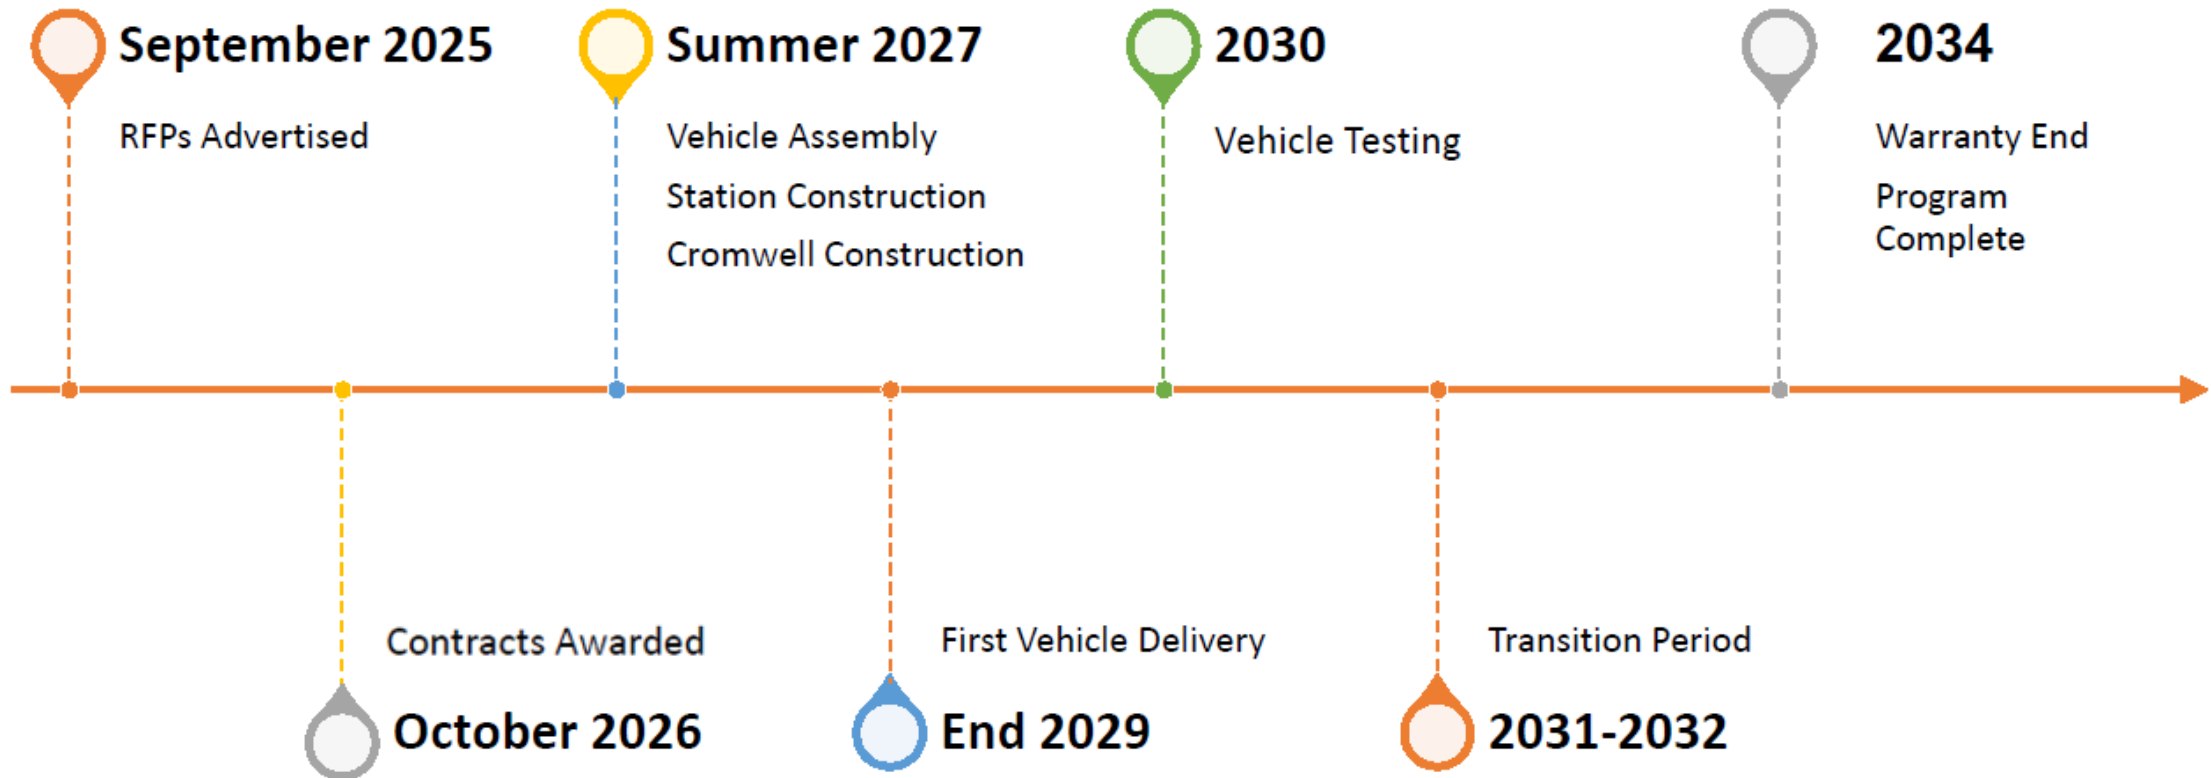 September 2025
RFPs Advertised
Summer 2027
Vehicle Assembly
Station Construction
Cromwell Construction
2030
Vehicle Testing
2034
Warranty End
Program
Complete
Contracts Awarded
October 2026
First Vehicle Delivery
End 2029
Transition Period
2031-2032